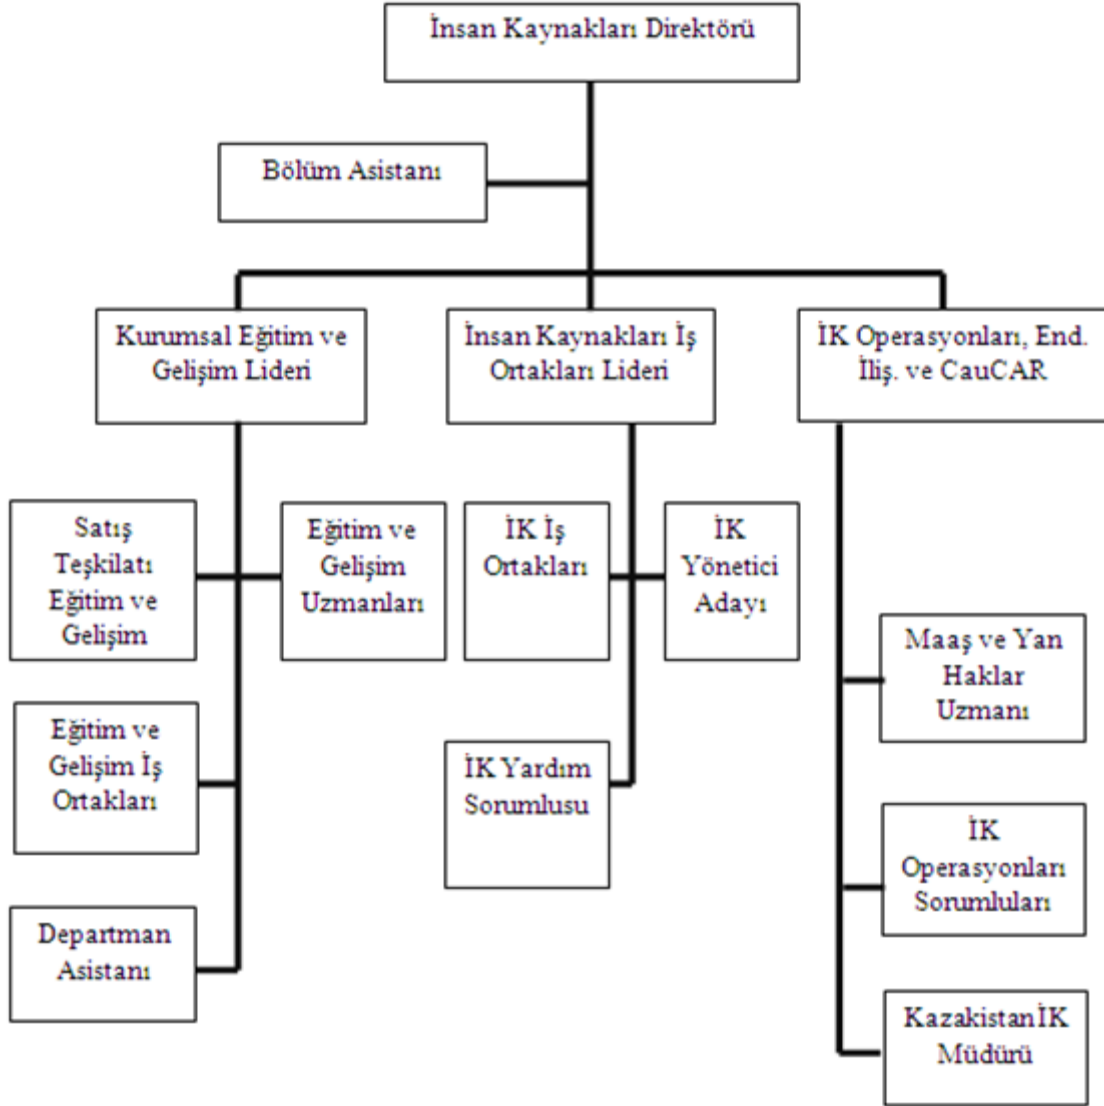 İnsan Kaynakları Direktörü
Bölüm Asistanı
Kurumsal Eğitim ve
Gelişim Lideri
İnsan Kaynakları İş
Ortakları Lideri
İK Operasyonları, End.
İliş. ve CauCAR
Satış
Teşkilatı
Eğitim ve
Gelişim
Eğitim ve
Gelişim
Uzmanları
İK İş
Ortakları
İK
Yönetici
Adayı
Maaş ve Yan
Haklar
Uzmanı
Eğitim ve
Gelişim İş
Ortakları
İK Yardım
Sorumlusu
İK
Operasyonları
Sorumluları
Departman
Asistanı
Kazakistan İK
Müdürü